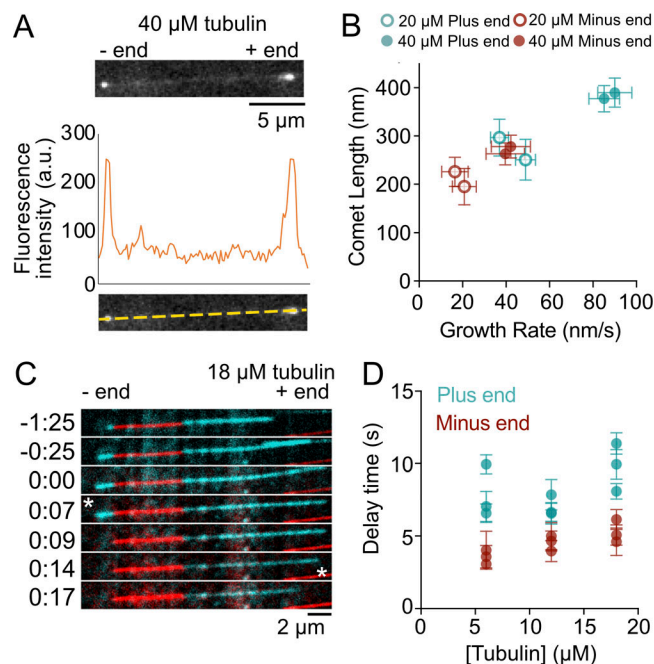 A
40 µM tubulin
- end
+ end
5 µm
Fluorescence
intensity (a.u.)
300
200
100
0
B
20 µM Plus end
20 µM Minus end
40 µM Plus end
40 µM Minus end
Comet Length (nm)
400
300
200
100
0
0
20
40
60
80
100
Growth Rate (nm/s)
C
18 µM tubulin
- end
+ end
-1:25
-0:25
0:00
0:07
*
0:09
0:14
*
0:17
2 µm
D
Plus end
Minus end
Delay time (s)
15
10
5
0
0
5
10
15
20
[Tubulin] (µM)